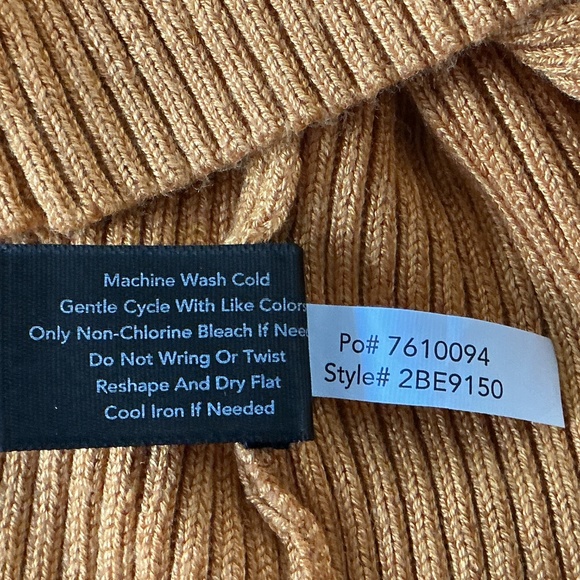 Machine Wash Cold
Gentle Cycle With Like Colors
Only Non-Chlorine Bleach If
Do Not Wring Or Twist
Reshape And Dry Flat
Cool Iron If Needed
Po# 7610094
Style# 2BE9150